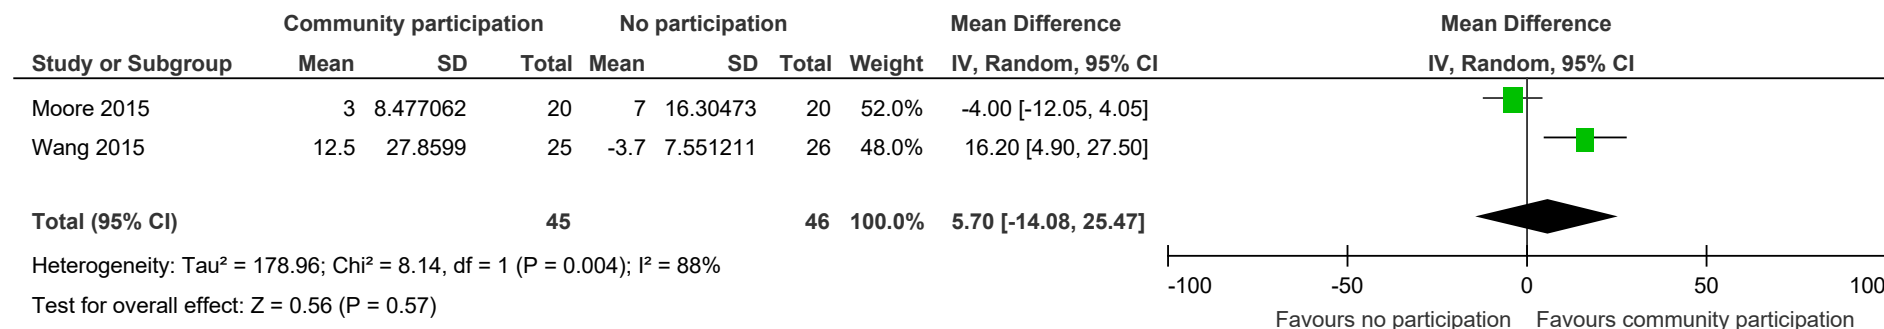 Community participation No participation Mean Difference Mean Difference
Study or Subgroup Mean SD Total Mean SD Total Weight IV, Random, 95% CI IV, Random, 95% CI
Moore 2015 3 8.477062 20 7 16.30473 20 52.0% -4.00 [-12.05, 4.05]
Wang 2015 12.5 27.8599 25 -3.7 7.551211 26 48.0% 16.20 [4.90, 27.50]
Total (95% CI) 45 46 100.0% 5.70 [-14.08, 25.47]
Heterogeneity: Tau² = 178.96; Chi² = 8.14, df = 1 (P = 0.004); I² = 88%
Test for overall effect: Z = 0.56 (P = 0.57)
-100 -50 0 50 100
Favours no participation Favours community participation